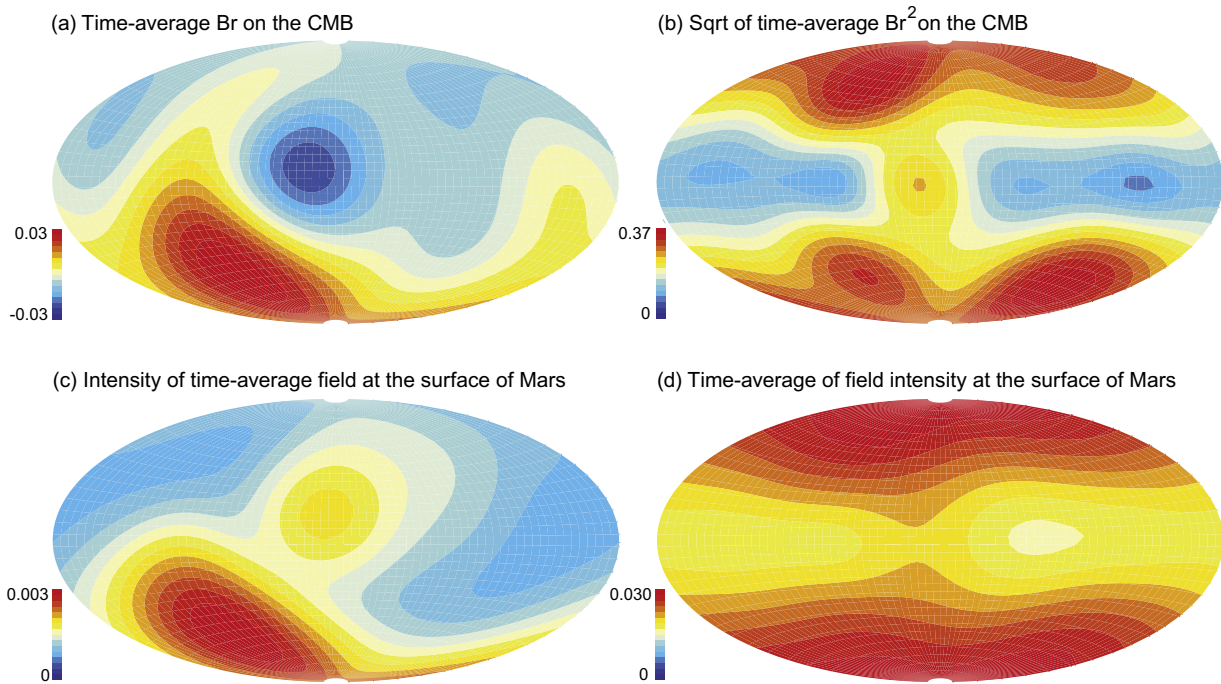 (a) Time-average Br on the CMB
(b) Sqrt of time-average Br² on the CMB
0.03
-0.03
0.37
0
(c) Intensity of time-average field at the surface of Mars
(d) Time-average of field intensity at the surface of Mars
0.003
0
0.030
0